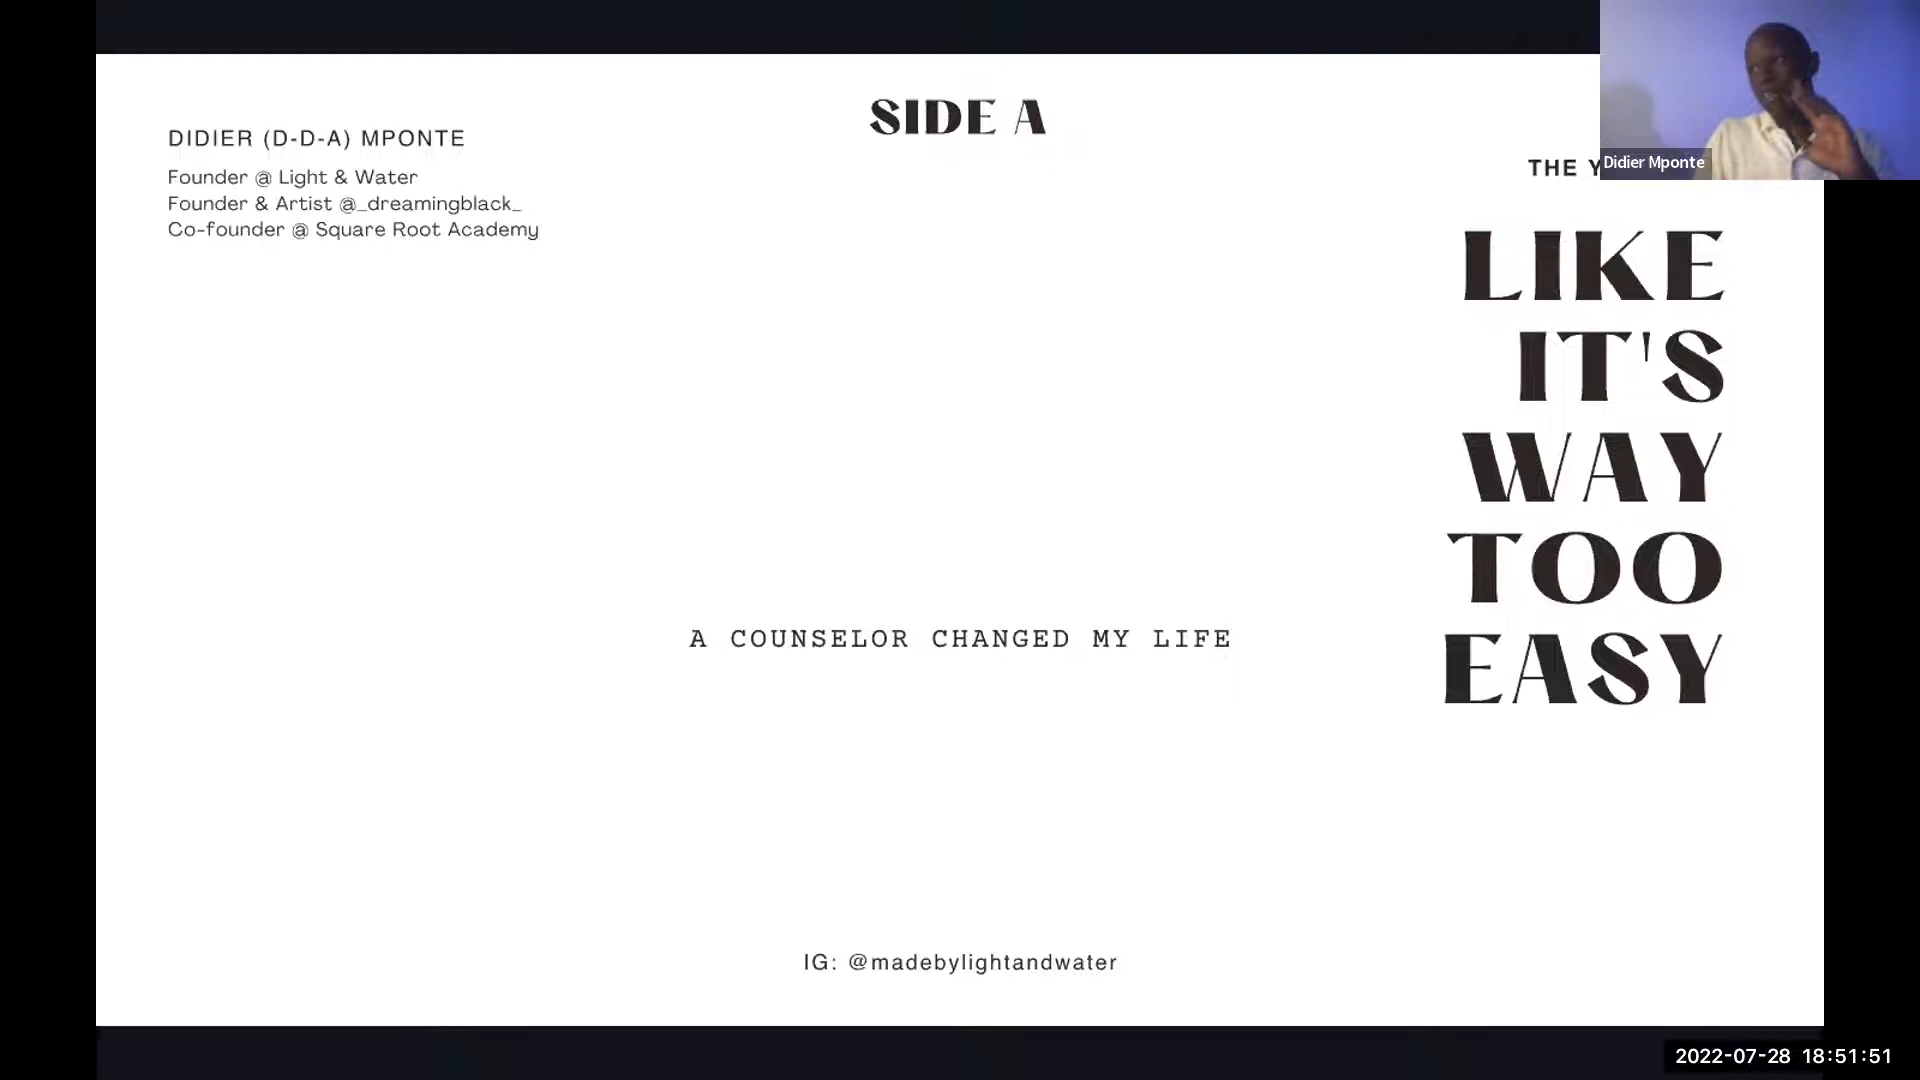 SIDE A
DIDIER (D-D-A) MPONTE
Founder @ Light & Water
Founder & Artist @_dreamingblack_
Co-founder @ Square Root Academy
Didier Mponte
THE
LIKE
IT'S
WAY
TOO
EASY
A COUNSELOR CHANGED MY LIFE
IG: @madebylightandwater
2022-07-28 18:51:51